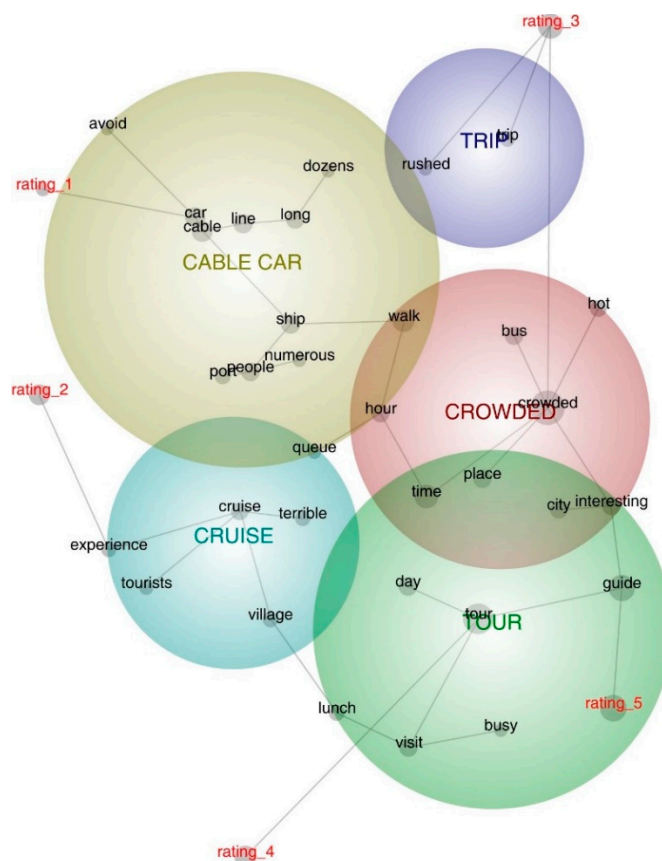 rating_3
avoid
TRIP
trip
rushed
dozens
rating_1
car
cable
line
long
CABLE CAR
ship
walk
hot
bus
port
people
numerous
rating_2
crowded
CROWDED
hour
queue
place
time
city
interesting
cruise
terrible
CRUISE
experience
tourists
day
guide
village
tour
TOUR
lunch
rating_5
busy
visit
rating_4